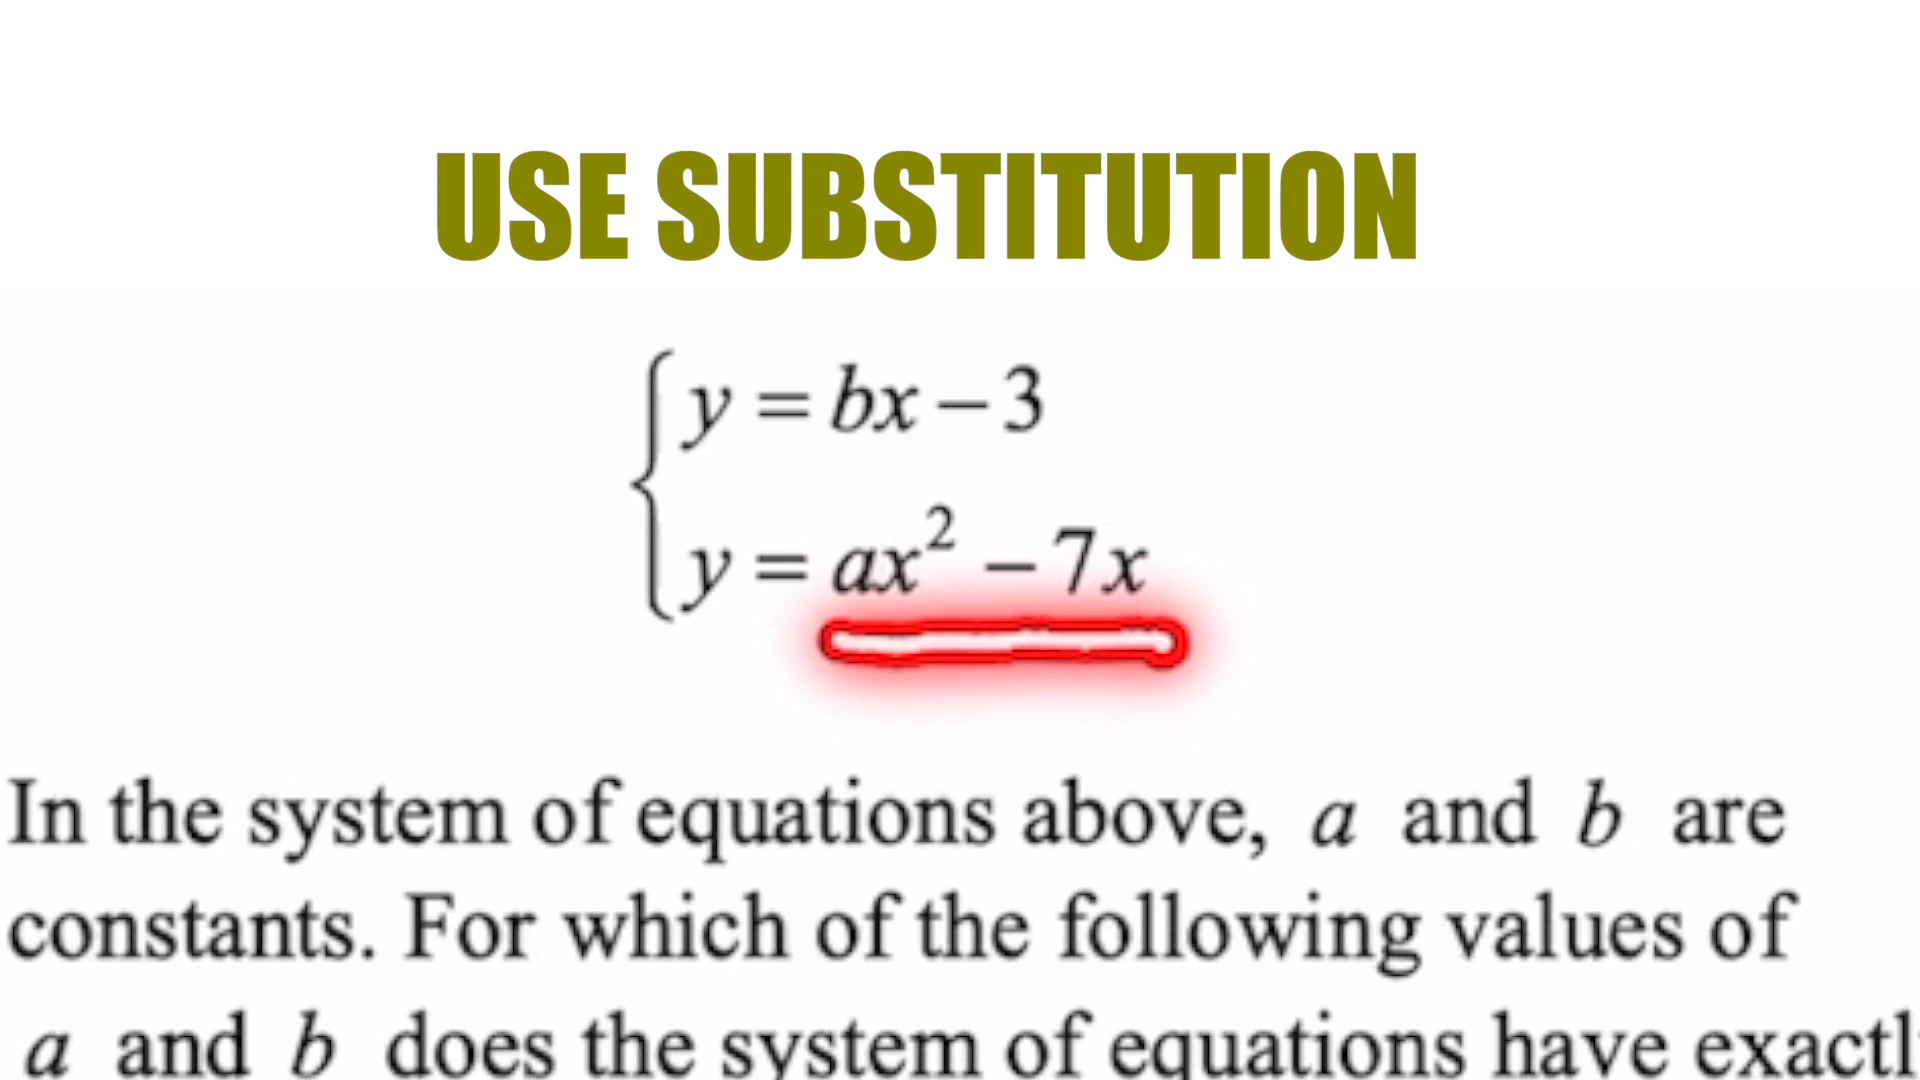 USE SUBSTITUTION
y = bx – 3
y = ax² – 7x
In the system of equations above, a and b are
constants. For which of the following values of
a and b does the system of equations have